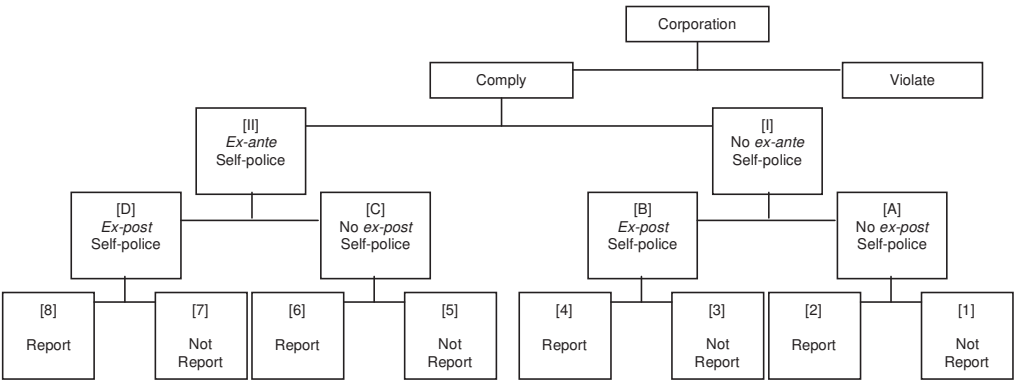 Corporation
Comply
Violate
[II]
Ex-ante
Self-police
[I]
No ex-ante
Self-police
[D]
Ex-post
Self-police
[C]
No ex-post
Self-police
[B]
Ex-post
Self-police
[A]
No ex-post
Self-police
[8]
Report
[7]
Not
Report
[6]
Report
[5]
Not
Report
[4]
Report
[3]
Not
Report
[2]
Report
[1]
Not
Report